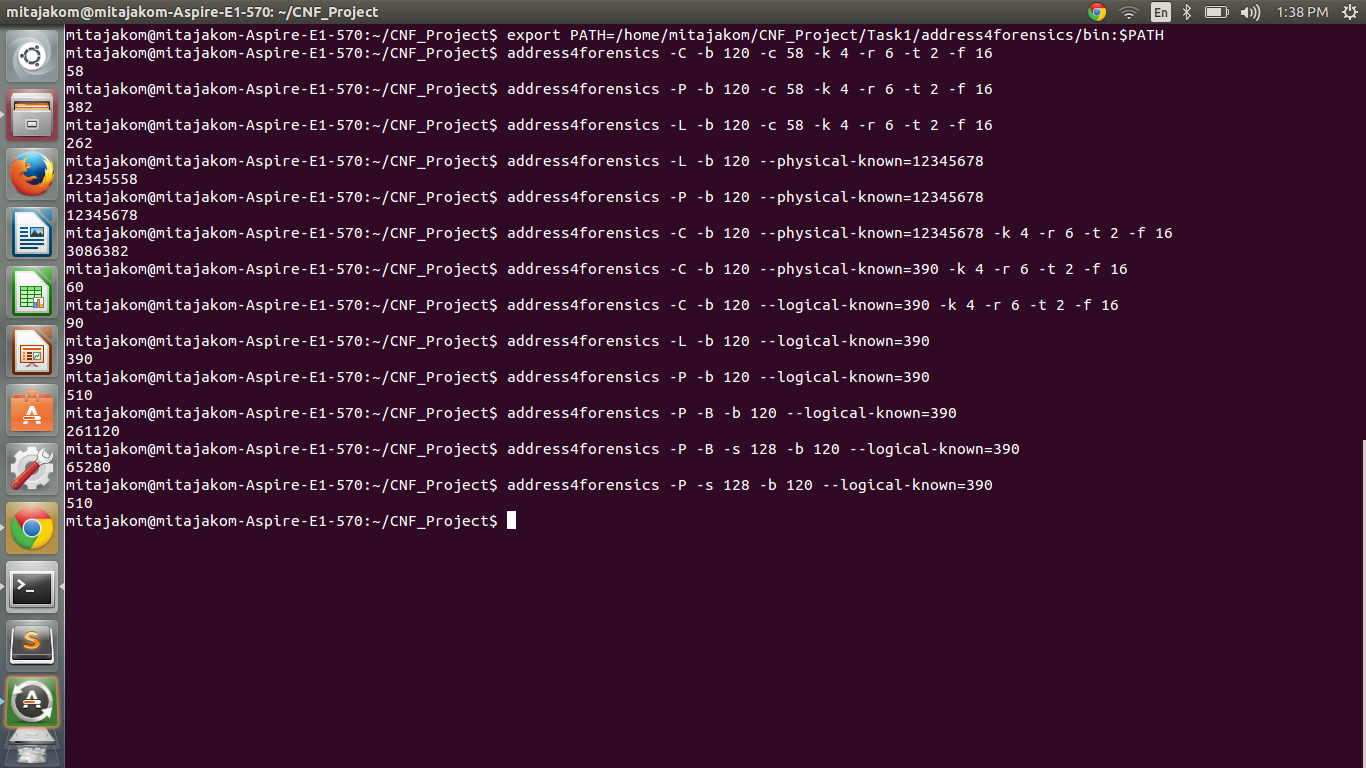 mitajakom@mitajakom-Aspire-E1-570: ~/CNF_Project
En
1:38 PM
mitajakom@mitajakom-Aspire-E1-570:~/CNF_Project$ export PATH=/home/mitajakom/CNF_Project/Task1/address4forensics/bin:$PATH
mitajakom@mitajakom-Aspire-E1-570:~/CNF_Project$ address4forensics -C -b 120 -c 58 -k 4 -r 6 -t 2 -f 16
58
mitajakom@mitajakom-Aspire-E1-570:~/CNF_Project$ address4forensics -P -b 120 -c 58 -k 4 -r 6 -t 2 -f 16
382
mitajakom@mitajakom-Aspire-E1-570:~/CNF_Project$ address4forensics -L -b 120 -c 58 -k 4 -r 6 -t 2 -f 16
262
mitajakom@mitajakom-Aspire-E1-570:~/CNF_Project$ address4forensics -L -b 120 --physical-known=12345678
12345558
mitajakom@mitajakom-Aspire-E1-570:~/CNF_Project$ address4forensics -P -b 120 --physical-known=12345678
12345678
mitajakom@mitajakom-Aspire-E1-570:~/CNF_Project$ address4forensics -C -b 120 --physical-known=12345678 -k 4 -r 6 -t 2 -f 16
3086382
mitajakom@mitajakom-Aspire-E1-570:~/CNF_Project$ address4forensics -C -b 120 --physical-known=390 -k 4 -r 6 -t 2 -f 16
60
mitajakom@mitajakom-Aspire-E1-570:~/CNF_Project$ address4forensics -C -b 120 --logical-known=390 -k 4 -r 6 -t 2 -f 16
90
mitajakom@mitajakom-Aspire-E1-570:~/CNF_Project$ address4forensics -L -b 120 --logical-known=390
390
mitajakom@mitajakom-Aspire-E1-570:~/CNF_Project$ address4forensics -P -b 120 --logical-known=390
510
mitajakom@mitajakom-Aspire-E1-570:~/CNF_Project$ address4forensics -P -B -b 120 --logical-known=390
261120
mitajakom@mitajakom-Aspire-E1-570:~/CNF_Project$ address4forensics -P -B -s 128 -b 120 --logical-known=390
65280
mitajakom@mitajakom-Aspire-E1-570:~/CNF_Project$ address4forensics -P -s 128 -b 120 --logical-known=390
510
mitajakom@mitajakom-Aspire-E1-570:~/CNF_Project$